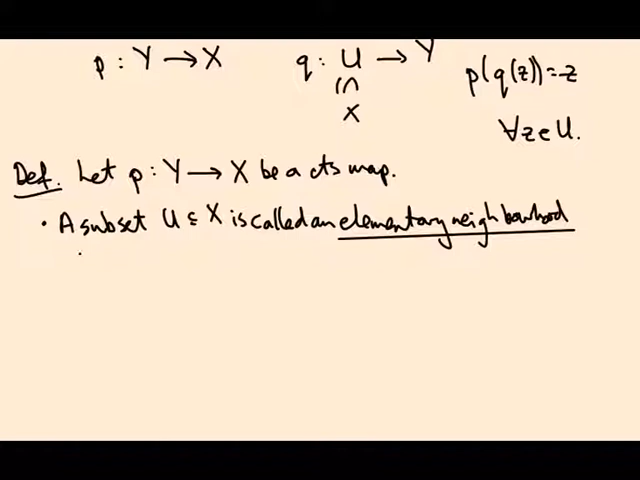 p : Y → X q : U → Y p(q(z)) = z
⊆
X
∀z ∈ U.
Def. Let p : Y → X be a cts map.
· A subset U ⊆ X is called an elementary neighbourhood